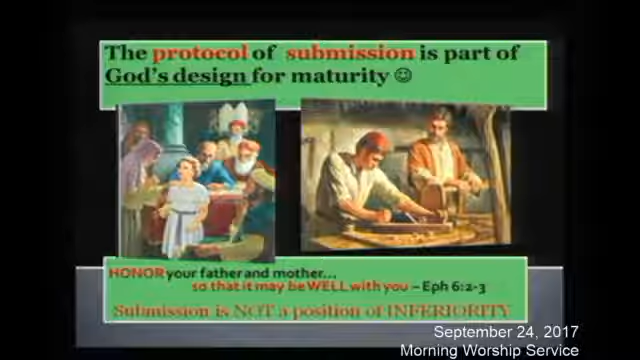 The protocol of submission is part of
God's design for maturity ☺
HONOR your father and mother...
so that it may be WELL with you – Eph 6:2-3
Submission is NOT a position of INFERIORITY
September 24, 2017
Morning Worship Service